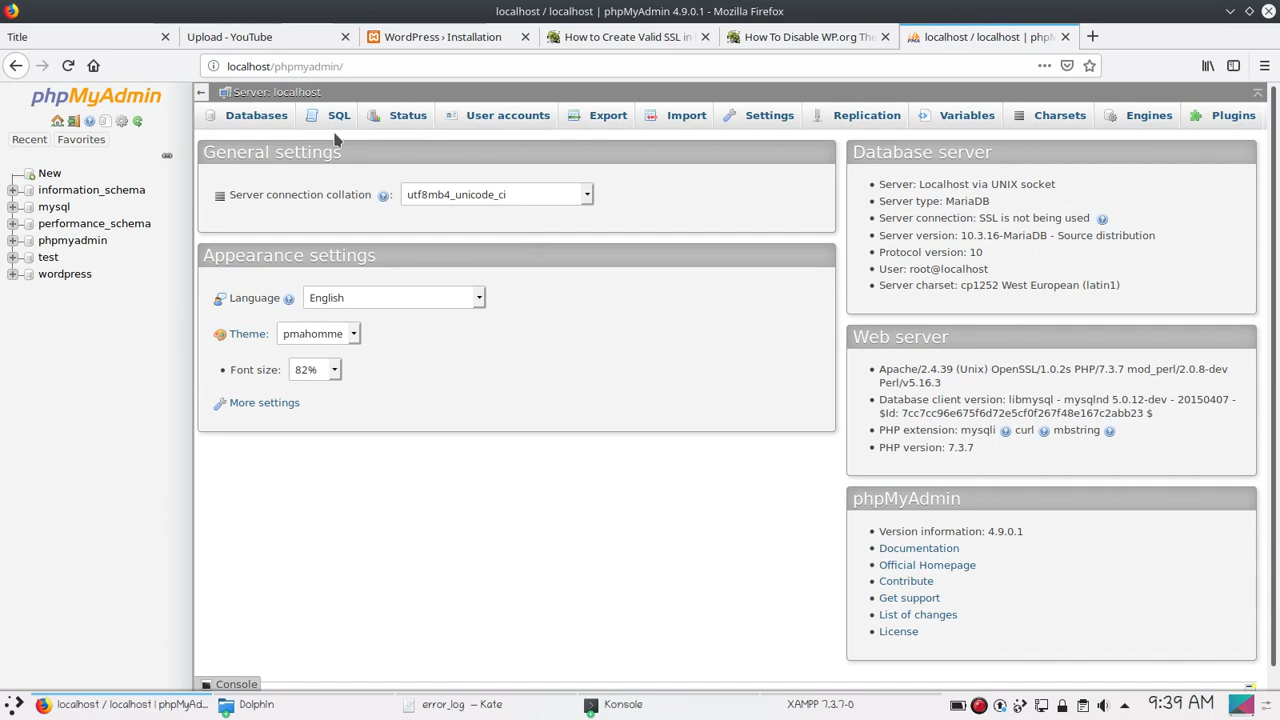 localhost / localhost | phpMyAdmin 4.9.0.1 - Mozilla Firefox
Title
Upload - YouTube
WordPress › Installation
How to Create Valid SSL in
How To Disable WP.org The
localhost / localhost | phpM
localhost/phpmyadmin/
phpMyAdmin
Recent
Favorites
New
information_schema
mysql
performance_schema
phpmyadmin
test
wordpress
Server: localhost
Databases
SQL
Status
User accounts
Export
Import
Settings
Replication
Variables
Charsets
Engines
Plugins
General settings
Server connection collation
:
utf8mb4_unicode_ci
Appearance settings
Language
English
Theme:
pmahomme
• Font size:
82%
More settings
Database server
• Server: Localhost via UNIX socket
• Server type: MariaDB
• Server connection: SSL is not being used
• Server version: 10.3.16-MariaDB - Source distribution
• Protocol version: 10
• User: root@localhost
• Server charset: cp1252 West European (latin1)
Web server
• Apache/2.4.39 (Unix) OpenSSL/1.0.2s PHP/7.3.7 mod_perl/2.0.8-dev
Perl/v5.16.3
• Database client version: libmysql - mysqlnd 5.0.12-dev - 20150407 -
$Id: 7cc7cc96e675f6d72e5cf0f267f48e167c2abb23 $
• PHP extension: mysqli curl mbstring
• PHP version: 7.3.7
phpMyAdmin
• Version information: 4.9.0.1
• Documentation
• Official Homepage
• Contribute
• Get support
• List of changes
• License
Console
localhost / localhost | phpMyAd...
Dolphin
error_log — Kate
Konsole
XAMPP 7.3.7-0
9:39 AM